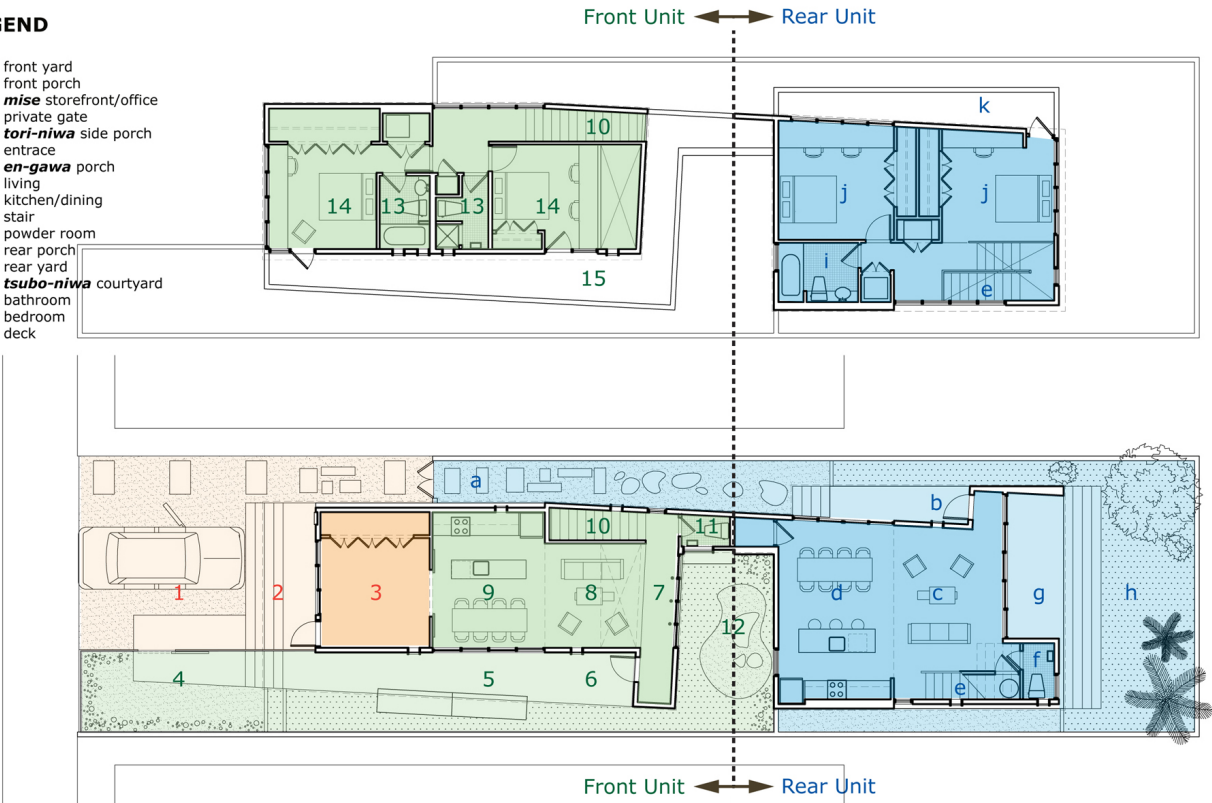 GEND
front yard
front porch
mise storefront/office
private gate
tori-niwa side porch
entrace
en-gawa porch
living
kitchen/dining
stair
powder room
rear porch
rear yard
tsubo-niwa courtyard
bathroom
bedroom
deck
Front Unit Rear Unit
k
10
14 13 13 14 j j
i
15 e
a
b
10 11
1 2 3 9 8 7 12 d c g h
4 5 6 e f
Front Unit Rear Unit